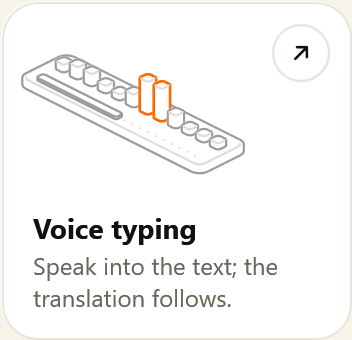 Voice typing
Speak into the text; the
translation follows.